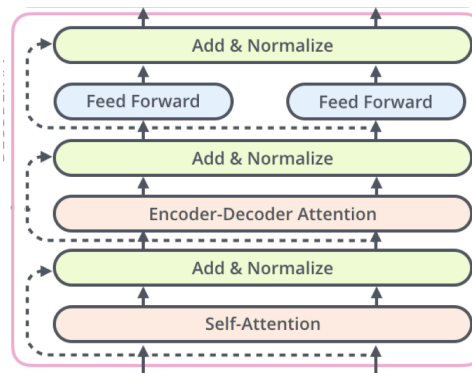 Add & Normalize
Feed Forward
Feed Forward
Add & Normalize
Encoder-Decoder Attention
Add & Normalize
Self-Attention